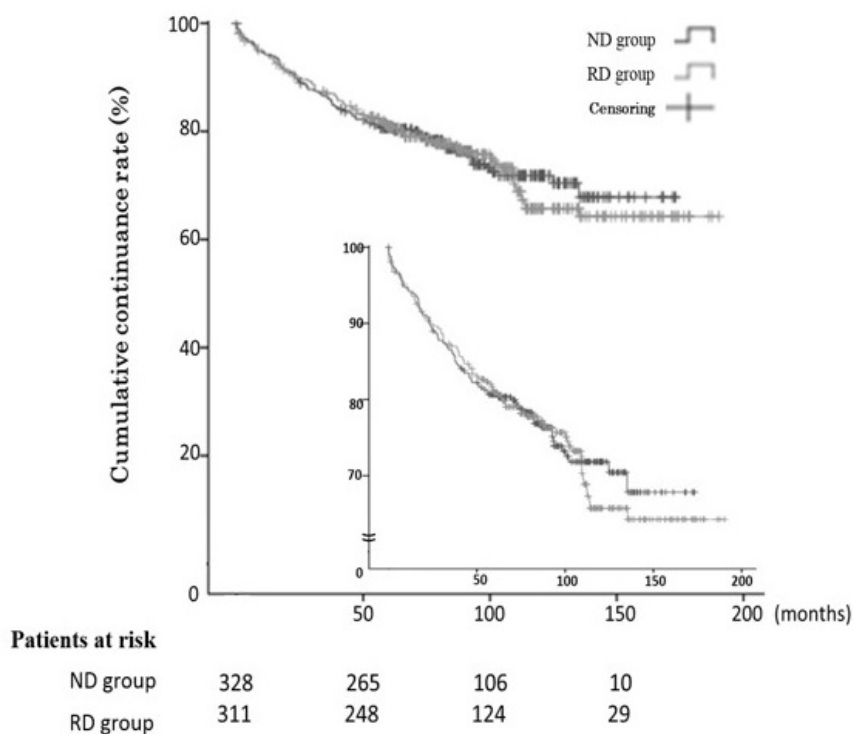 100
80
60
40
20
0
Cumulative continuance rate (%)
ND group
RD group
Censoring
100
90
80
70
0
50
100
150
200
50
100
150
200
(months)
Patients at risk
ND group 328 265 106 10
RD group 311 248 124 29